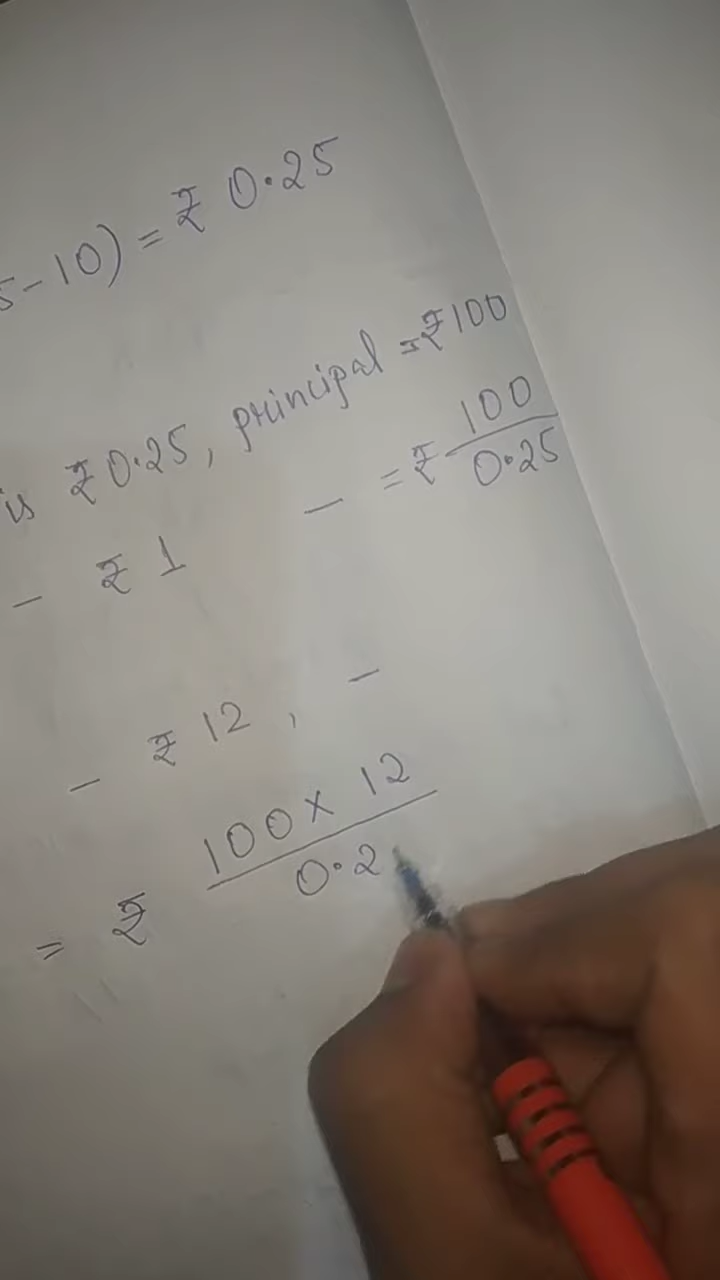 5-10) = ₹ 0.25
is ₹ 0.25, principal = ₹ 100
- ₹ 1 - = ₹ 100/0.25
- ₹ 12, -
= ₹ 100 × 12/0.2